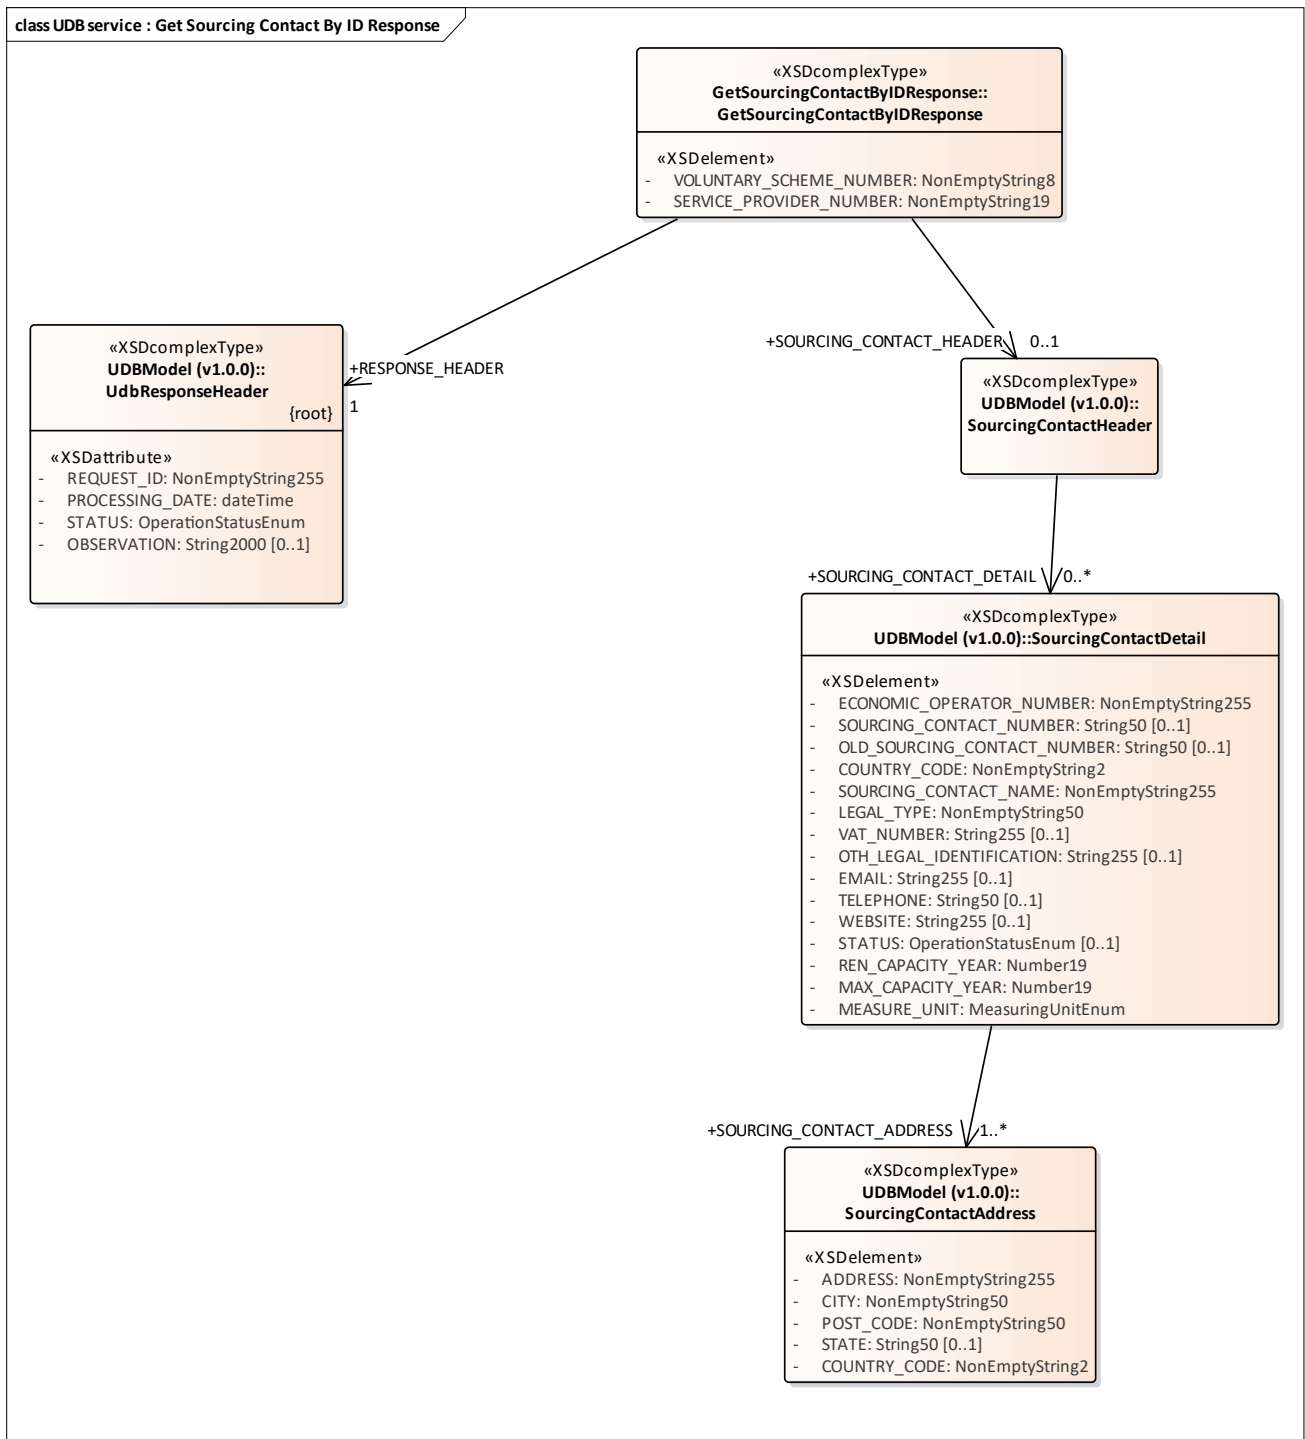 class UDB service : Get Sourcing Contact By ID Response
«XSDcomplexType»
GetSourcingContactByIDResponse::
GetSourcingContactByIDResponse
«XSDelement»
- VOLUNTARY_SCHEME_NUMBER: NonEmptyString8
- SERVICE_PROVIDER_NUMBER: NonEmptyString19
+RESPONSE_HEADER
1
«XSDcomplexType»
UDBModel (v1.0.0)::
UdbResponseHeader
{root}
«XSDattribute»
- REQUEST_ID: NonEmptyString255
- PROCESSING_DATE: dateTime
- STATUS: OperationStatusEnum
- OBSERVATION: String2000 [0..1]
+SOURCING_CONTACT_HEADER 0..1
«XSDcomplexType»
UDBModel (v1.0.0)::
SourcingContactHeader
+SOURCING_CONTACT_DETAIL 0..*
«XSDcomplexType»
UDBModel (v1.0.0)::SourcingContactDetail
«XSDelement»
- ECONOMIC_OPERATOR_NUMBER: NonEmptyString255
- SOURCING_CONTACT_NUMBER: String50 [0..1]
- OLD_SOURCING_CONTACT_NUMBER: String50 [0..1]
- COUNTRY_CODE: NonEmptyString2
- SOURCING_CONTACT_NAME: NonEmptyString255
- LEGAL_TYPE: NonEmptyString50
- VAT_NUMBER: String255 [0..1]
- OTH_LEGAL_IDENTIFICATION: String255 [0..1]
- EMAIL: String255 [0..1]
- TELEPHONE: String50 [0..1]
- WEBSITE: String255 [0..1]
- STATUS: OperationStatusEnum [0..1]
- REN_CAPACITY_YEAR: Number19
- MAX_CAPACITY_YEAR: Number19
- MEASURE_UNIT: MeasuringUnitEnum
+SOURCING_CONTACT_ADDRESS 1..*
«XSDcomplexType»
UDBModel (v1.0.0)::
SourcingContactAddress
«XSDelement»
- ADDRESS: NonEmptyString255
- CITY: NonEmptyString50
- POST_CODE: NonEmptyString50
- STATE: String50 [0..1]
- COUNTRY_CODE: NonEmptyString2